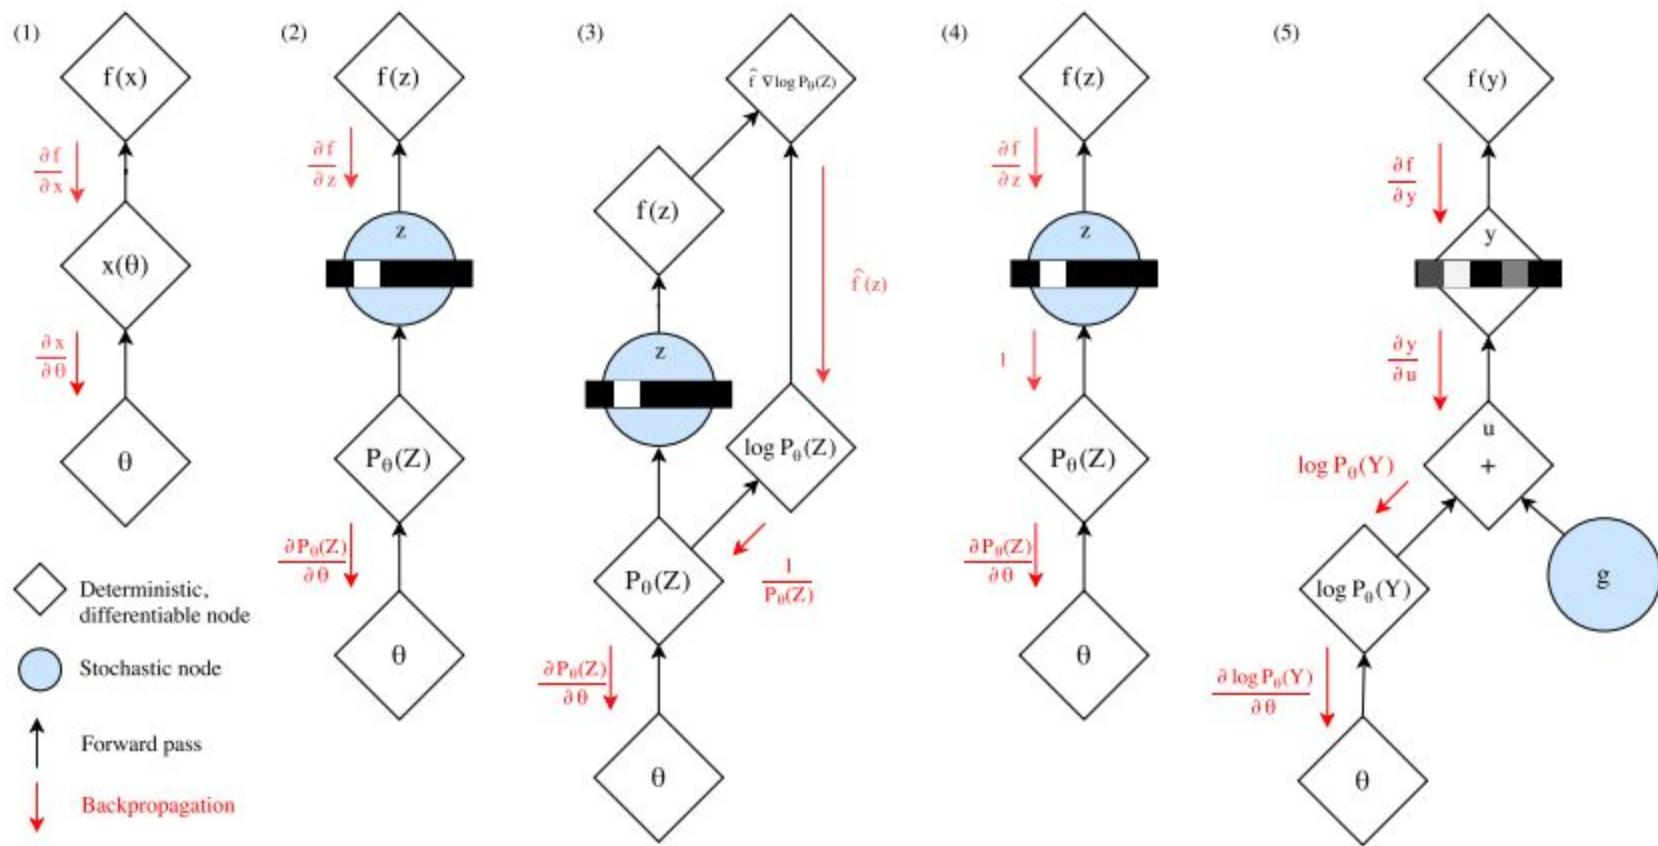 (1)
f(x)
∂f
∂x
x(θ)
∂x
∂θ
θ
(2)
f(z)
∂f
∂z
z
P_θ(Z)
∂P_θ(Z)
∂θ
θ
(3)
f̂ ∇log P_θ(Z)
f(z)
f̂(z)
z
log P_θ(Z)
P_θ(Z)
1
P_θ(Z)
∂P_θ(Z)
∂θ
θ
(4)
f(z)
∂f
∂z
z
1
P_θ(Z)
∂P_θ(Z)
∂θ
θ
(5)
f(y)
∂f
∂y
y
∂y
∂u
u
+
log P_θ(Y)
g
log P_θ(Y)
∂ log P_θ(Y)
∂θ
θ
Deterministic,
differentiable node
Stochastic node
Forward pass
Backpropagation